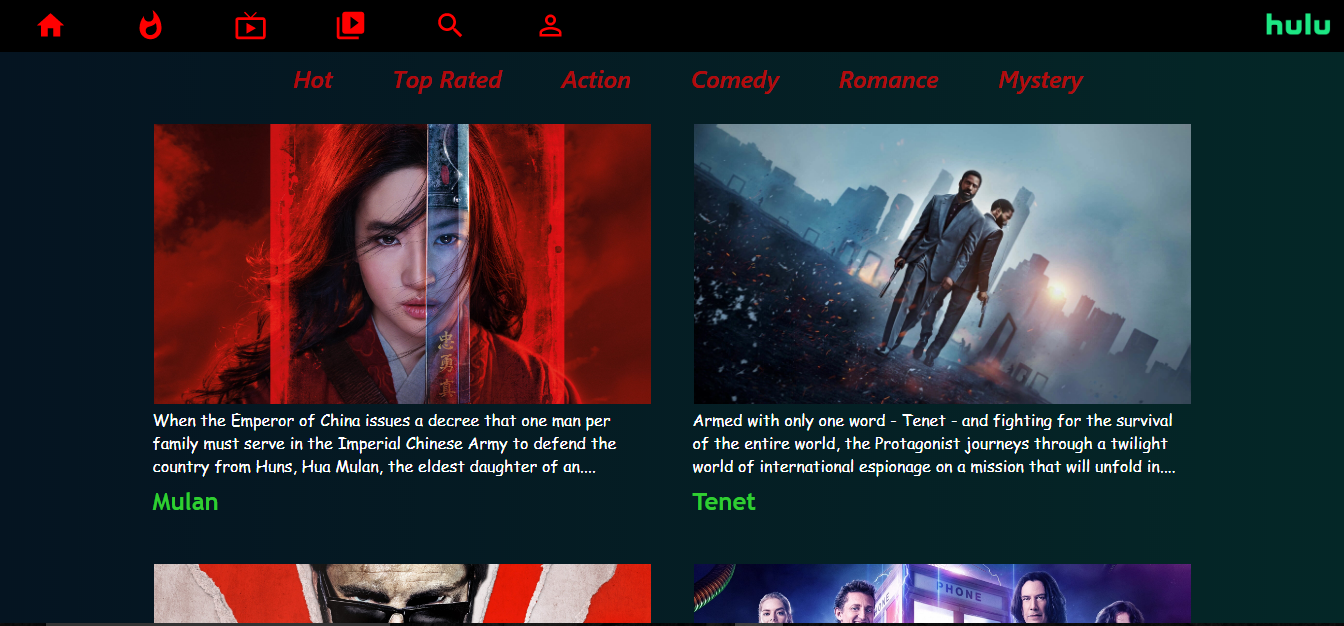 hulu
Hot Top Rated Action Comedy Romance Mystery
忠
勇
真
When the Emperor of China issues a decree that one man per
family must serve in the Imperial Chinese Army to defend the
country from Huns, Hua Mulan, the eldest daughter of an....
Mulan
Armed with only one word - Tenet - and fighting for the survival
of the entire world, the Protagonist journeys through a twilight
world of international espionage on a mission that will unfold in....
Tenet
PHONE